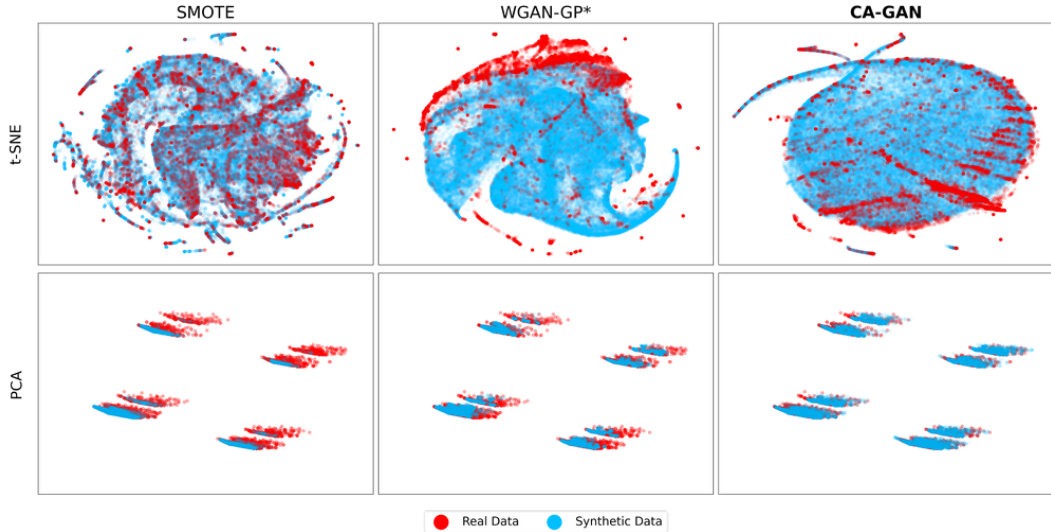 SMOTE
WGAN-GP*
CA-GAN
t-SNE
PCA
Real Data
Synthetic Data